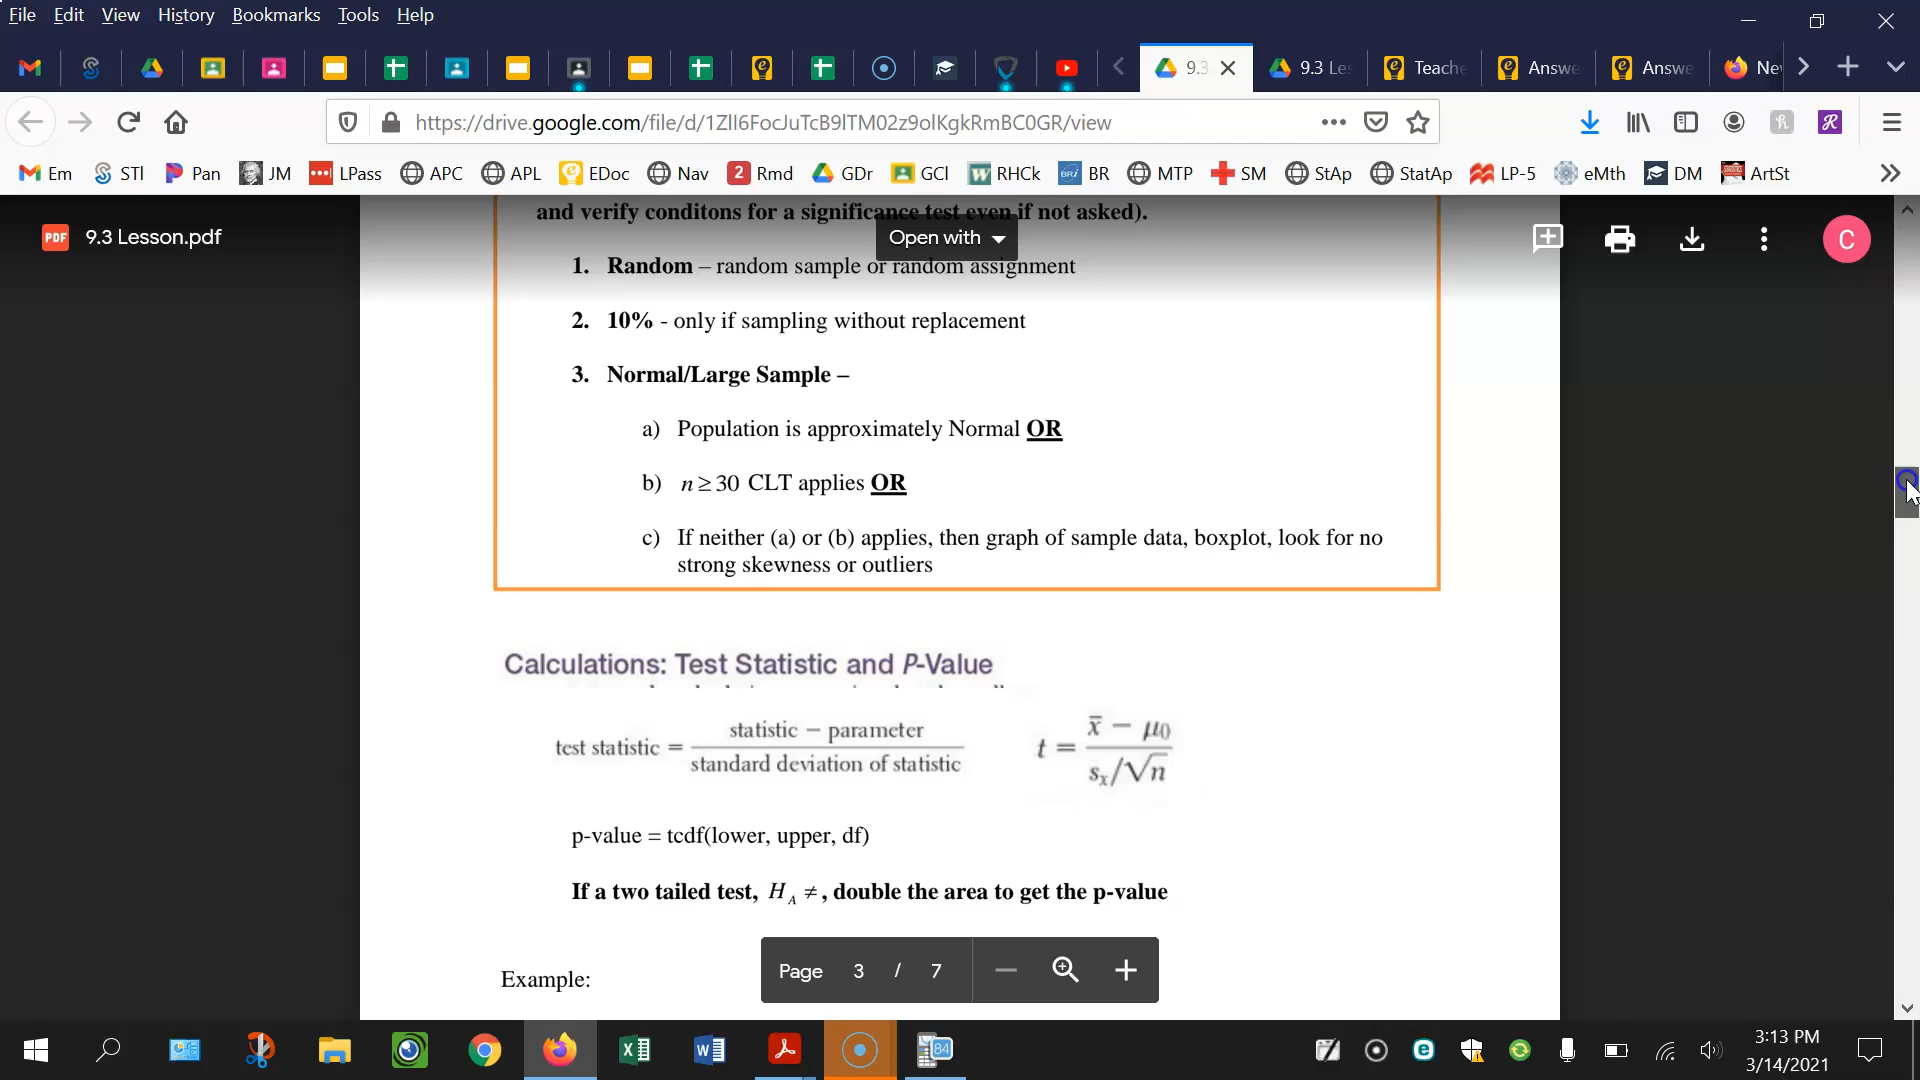 File Edit View History Bookmarks Tools Help
9.3
9.3 Les
Teache
Answe
Answe
Ne
https://drive.google.com/file/d/1ZlI6FocJuTcB9ITM02z9olKgkRmBC0GR/view
Em STl Pan JM LPass APC APL EDoc Nav Rmd GDr GCl RHCk BR MTP SM StAp StatAp LP-5 eMth DM ArtSt
and verify conditons for a significance test even if not asked).
PDF 9.3 Lesson.pdf
Open with
C
1. Random – random sample or random assignment
2. 10% - only if sampling without replacement
3. Normal/Large Sample –
a) Population is approximately Normal OR
b) n ≥ 30 CLT applies OR
c) If neither (a) or (b) applies, then graph of sample data, boxplot, look for no
strong skewness or outliers
Calculations: Test Statistic and P-Value
test statistic = statistic − parameter / standard deviation of statistic
t = x̄ − μ0 / sx/√n
p-value = tcdf(lower, upper, df)
If a two tailed test, HA ≠, double the area to get the p-value
Example:
Page 3 / 7
84
3:13 PM
3/14/2021